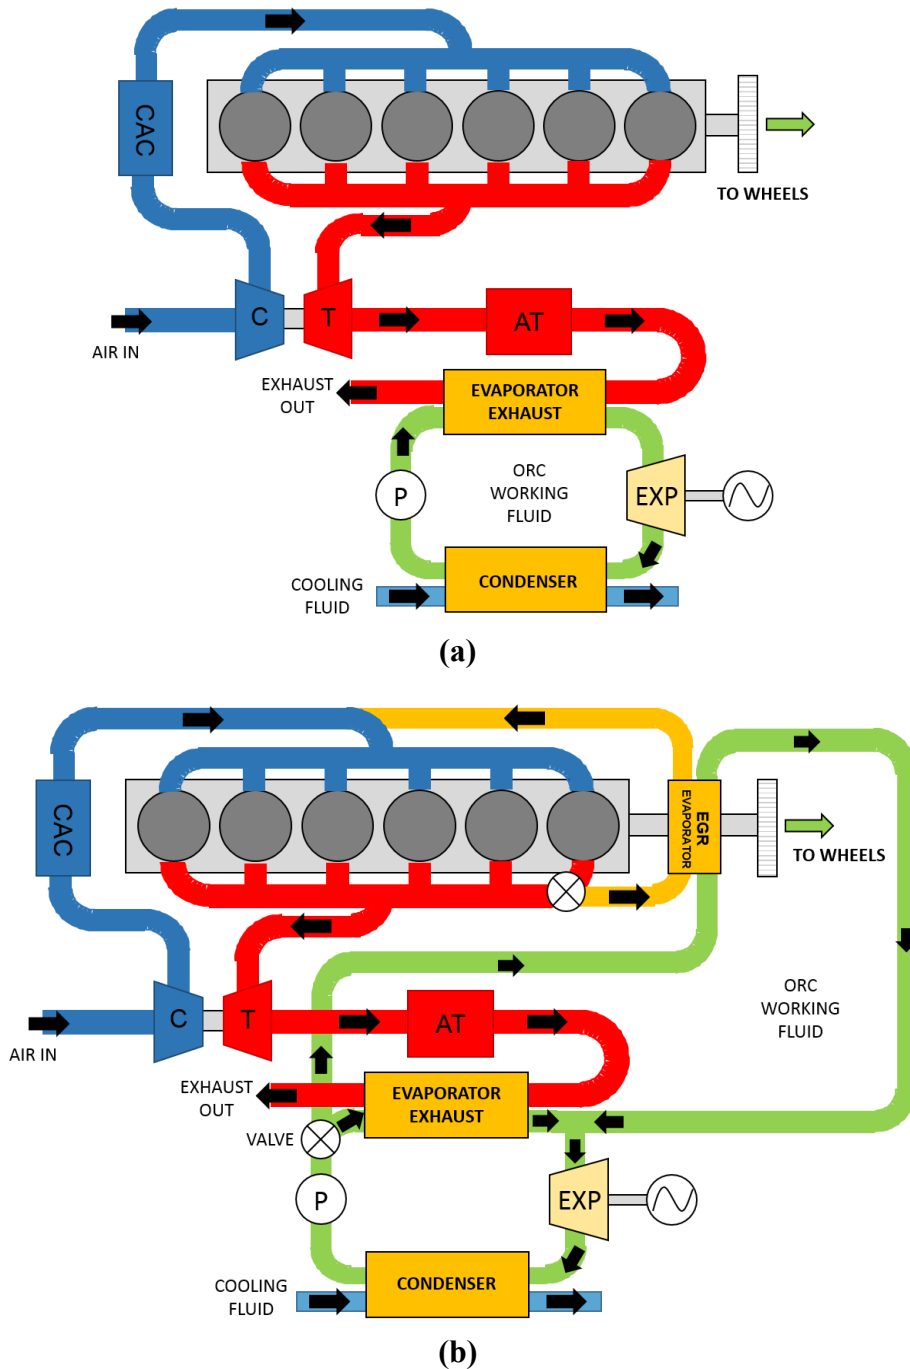 CAC
TO WHEELS
C
T
AT
AIR IN
EXHAUST
OUT
EVAPORATOR
EXHAUST
ORC
WORKING
FLUID
P
EXP
COOLING
FLUID
CONDENSER
(a)
CAC
EGR
EVAPORATOR
TO WHEELS
C
T
AT
ORC
WORKING
FLUID
AIR IN
EXHAUST
OUT
EVAPORATOR
EXHAUST
VALVE
P
EXP
COOLING
FLUID
CONDENSER
(b)